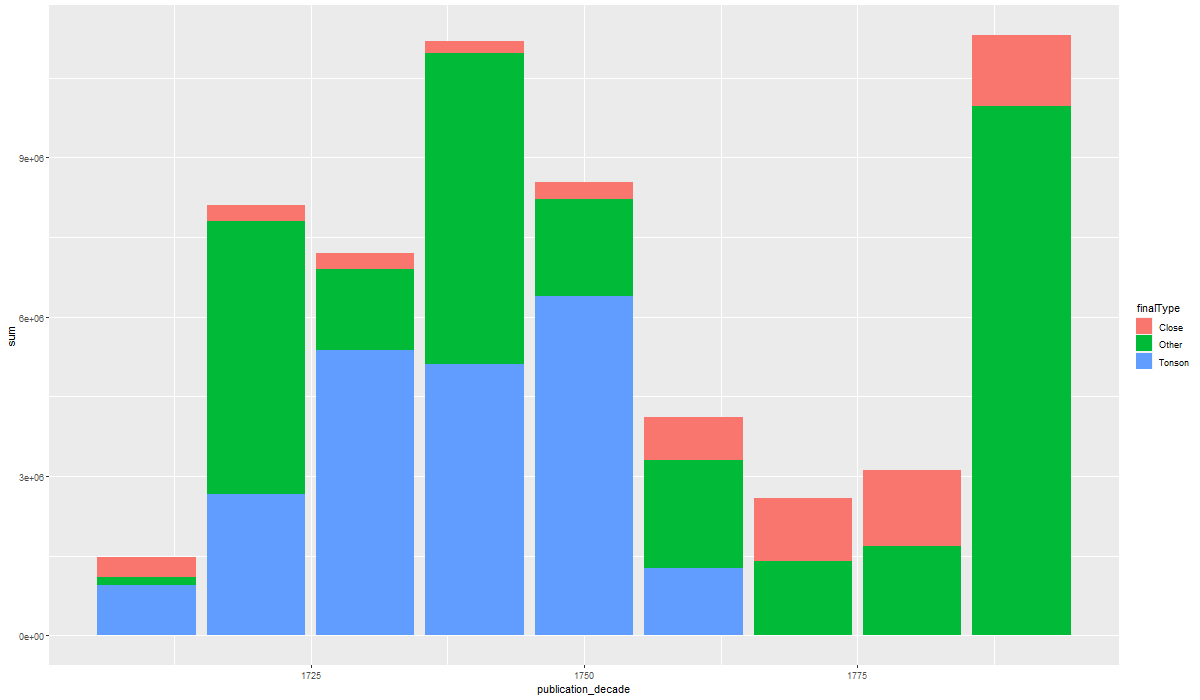 sum
9e+06
6e+06
3e+06
0e+00
1725 1750 1775
publication_decade
finalType
Close
Other
Tonson